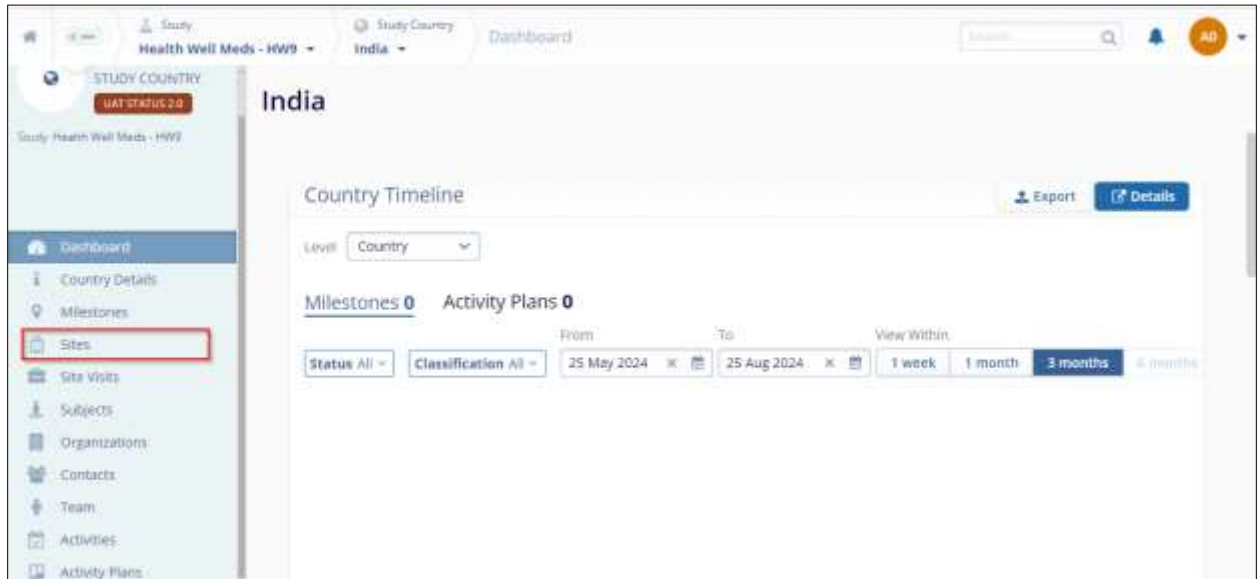 Study
Health Well Meds - HW9
Study Country
India
Dashboard
Search
AD
STUDY COUNTRY
UAT STATUS 2.0
Study: Health Well Meds - HW9
Dashboard
Country Details
Milestones
Sites
Site Visits
Subjects
Organizations
Contacts
Team
Activities
Activity Plans
India
Country Timeline
Export
Details
Level Country
Milestones 0 Activity Plans 0
From To View Within:
Status All Classification All 25 May 2024 25 Aug 2024 1 week 1 month 3 months 6 months